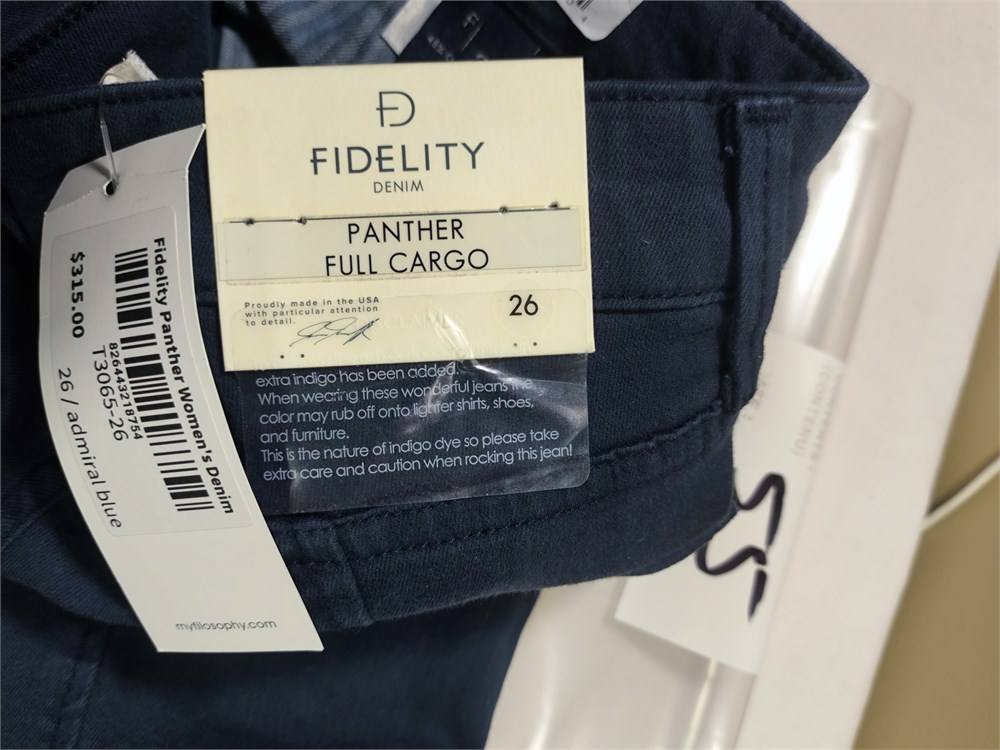 FD
FIDELITY
DENIM
PANTHER
FULL CARGO
Proudly made in the USA
with particular attention
to detail.
26
extra indigo has been added.
When wearing these wonderful jeans the
color may rub off onto lighter shirts, shoes,
and furniture.
This is the nature of indigo dye so please take
extra care and caution when rocking this jean!
Fidelity Panther Women's Denim
826443218754
T3065-26
$315.00
26 / admiral blue
myfilosophy.com
55